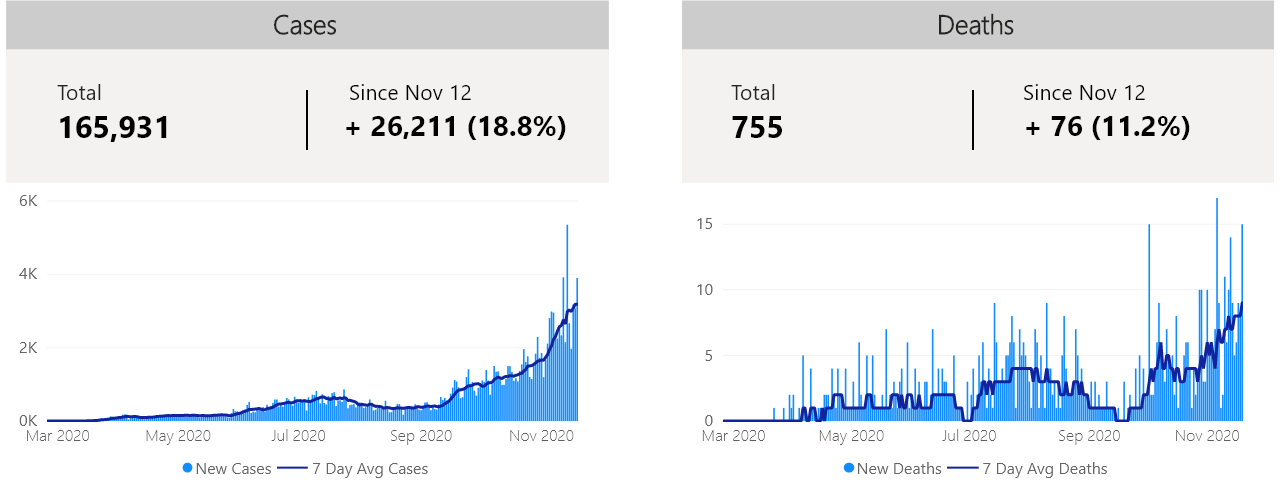 Cases
Total
165,931
Since Nov 12
+ 26,211 (18.8%)
6K
4K
2K
0K
Mar 2020 May 2020 Jul 2020 Sep 2020 Nov 2020
New Cases 7 Day Avg Cases
Deaths
Total
755
Since Nov 12
+ 76 (11.2%)
15
10
5
0
Mar 2020 May 2020 Jul 2020 Sep 2020 Nov 2020
New Deaths 7 Day Avg Deaths